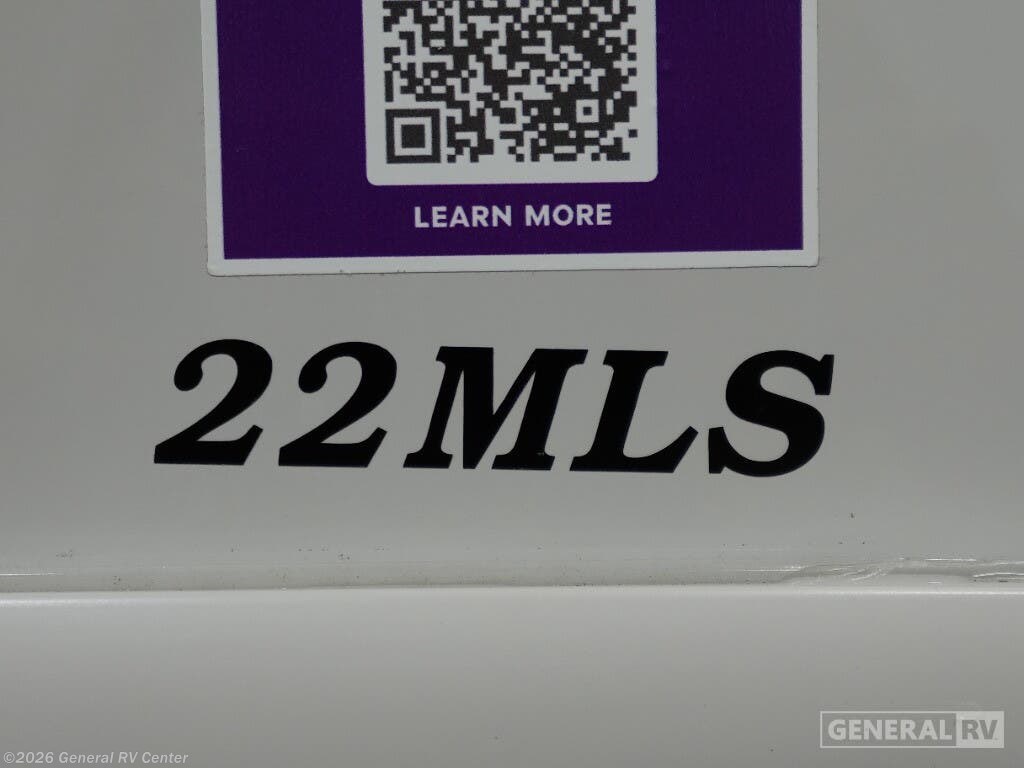 LEARN MORE
22MLS
GENERAL RV
©2026 General RV Center